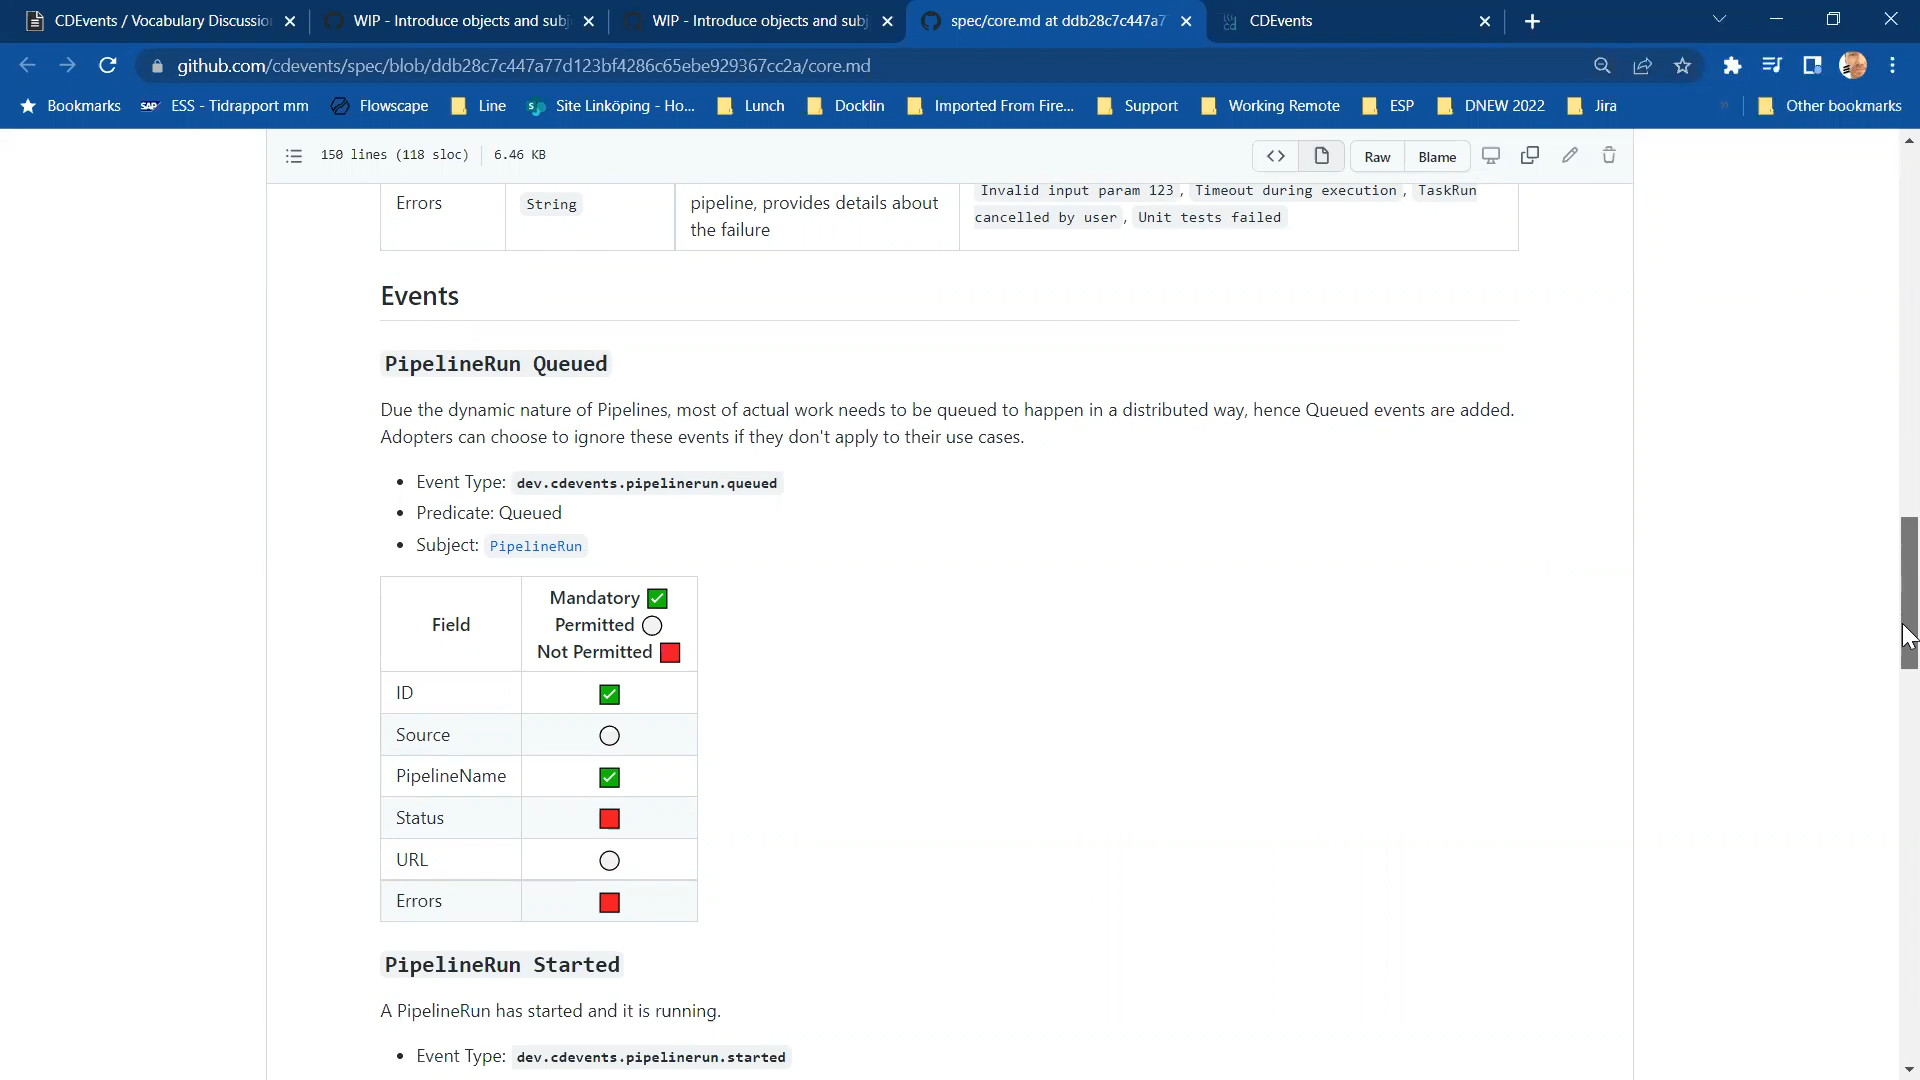 CDEvents / Vocabulary Discussio
WIP - Introduce objects and subj
WIP - Introduce objects and subj
spec/core.md at ddb28c7c447a7
CDEvents
github.com/cdevents/spec/blob/ddb28c7c447a77d123bf4286c65ebe929367cc2a/core.md
Bookmarks
SAP ESS - Tidrapport mm
Flowscape
Line
Site Linköping - Ho...
Lunch
Docklin
Imported From Fire...
Support
Working Remote
ESP
DNEW 2022
Jira
»
Other bookmarks
150 lines (118 sloc) 6.46 KB
Raw
Blame
Errors
String
pipeline, provides details about
the failure
Invalid input param 123 , Timeout during execution , TaskRun
cancelled by user , Unit tests failed
Events
PipelineRun Queued
Due the dynamic nature of Pipelines, most of actual work needs to be queued to happen in a distributed way, hence Queued events are added.
Adopters can choose to ignore these events if they don't apply to their use cases.
• Event Type: dev.cdevents.pipelinerun.queued
• Predicate: Queued
• Subject: PipelineRun
Field
Mandatory ✅
Permitted ⚪
Not Permitted 🟥
ID ✅
Source ⚪
PipelineName ✅
Status 🟥
URL ⚪
Errors 🟥
PipelineRun Started
A PipelineRun has started and it is running.
• Event Type: dev.cdevents.pipelinerun.started